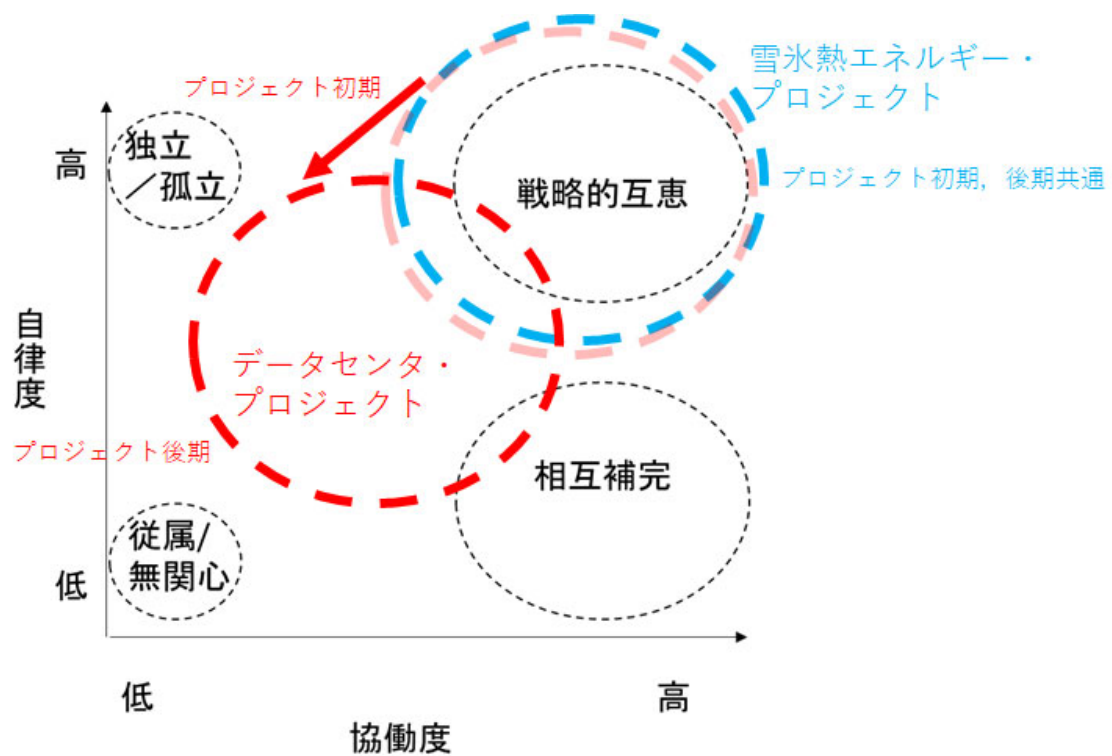 雪氷熱エネルギー・
プロジェクト
プロジェクト初期
独立
／孤立
高
戦略的互恵
プロジェクト初期，後期共通
自律度
データセンタ・
プロジェクト
プロジェクト後期
相互補完
従属/
無関心
低
低
高
協働度